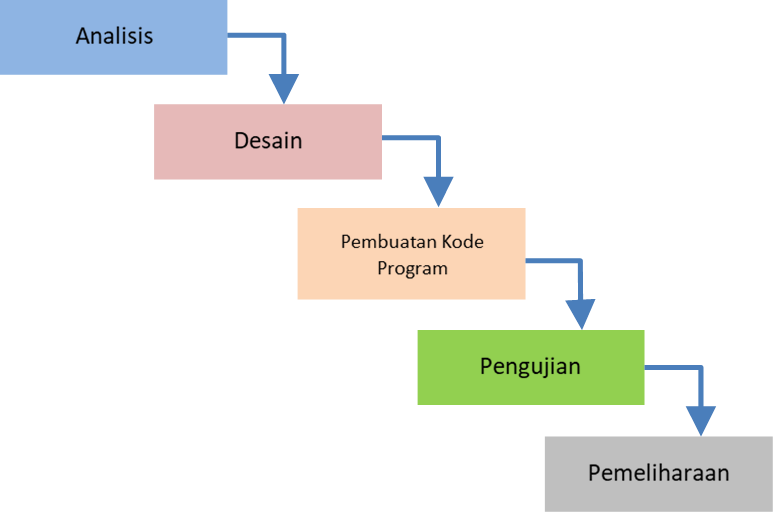 Analisis
Desain
Pembuatan Kode
Program
Pengujian
Pemeliharaan